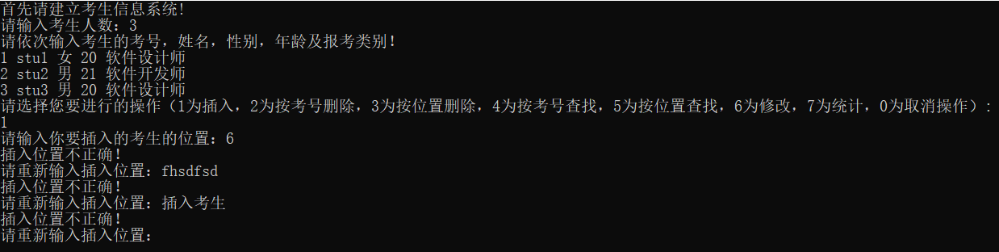 首先请建立考生信息系统!
请输入考生人数：3
请依次输入考生的考号，姓名，性别，年龄及报考类别!
1 stu1 女 20 软件设计师
2 stu2 男 21 软件开发师
3 stu3 男 20 软件设计师
请选择您要进行的操作（1为插入，2为按考号删除，3为按位置删除，4为按考号查找，5为按位置查找，6为修改，7为统计，0为取消操作）:
1
请输入你要插入的考生的位置：6
插入位置不正确!
请重新输入插入位置：fhsdfsd
插入位置不正确!
请重新输入插入位置：插入考生
插入位置不正确!
请重新输入插入位置：